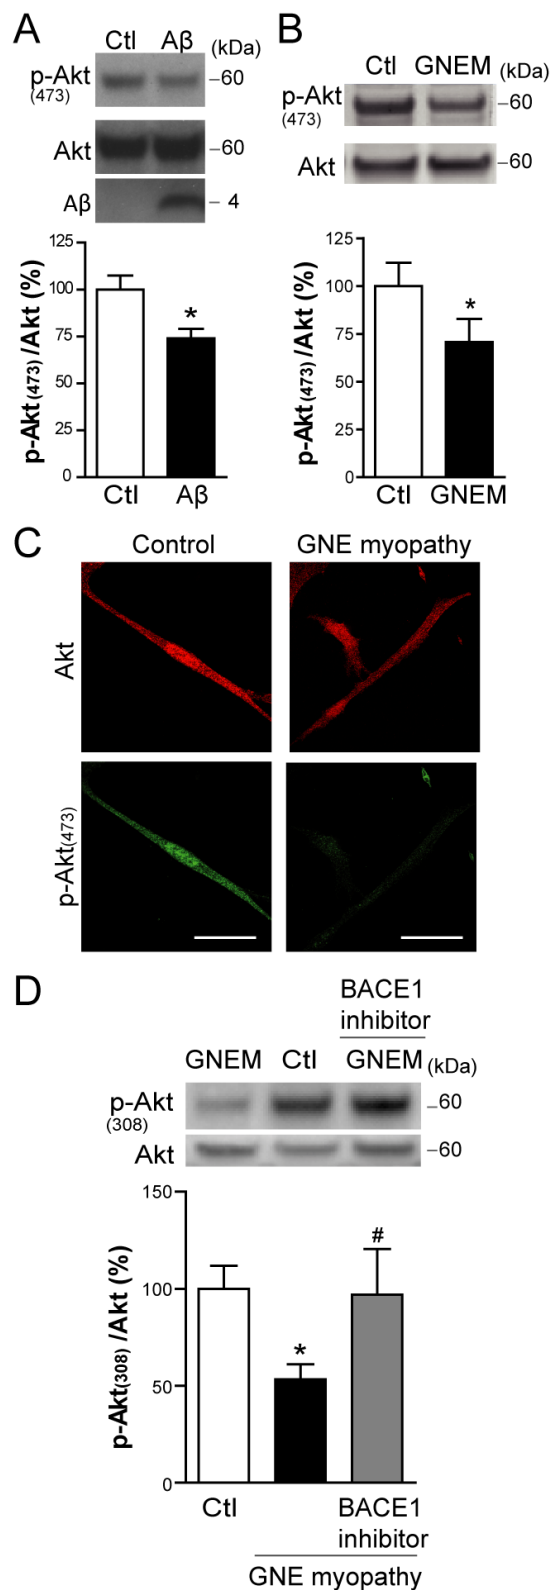 A
Ctl Aβ (kDa)
p-Akt
(473)
–60
Akt –60
Aβ – 4
p-Akt(473)/Akt (%)
125
100
75
50
25
0
*
Ctl Aβ
B
Ctl GNEM (kDa)
p-Akt
(473)
–60
Akt –60
p-Akt(473)/Akt (%)
125
100
75
50
25
0
*
Ctl GNEM
C
Control GNE myopathy
Akt
p-Akt(473)
D
BACE1
inhibitor
GNEM Ctl GNEM (kDa)
p-Akt
(308)
–60
Akt –60
p-Akt(308)/Akt (%)
150
100
50
0
*
#
Ctl BACE1
inhibitor
GNE myopathy